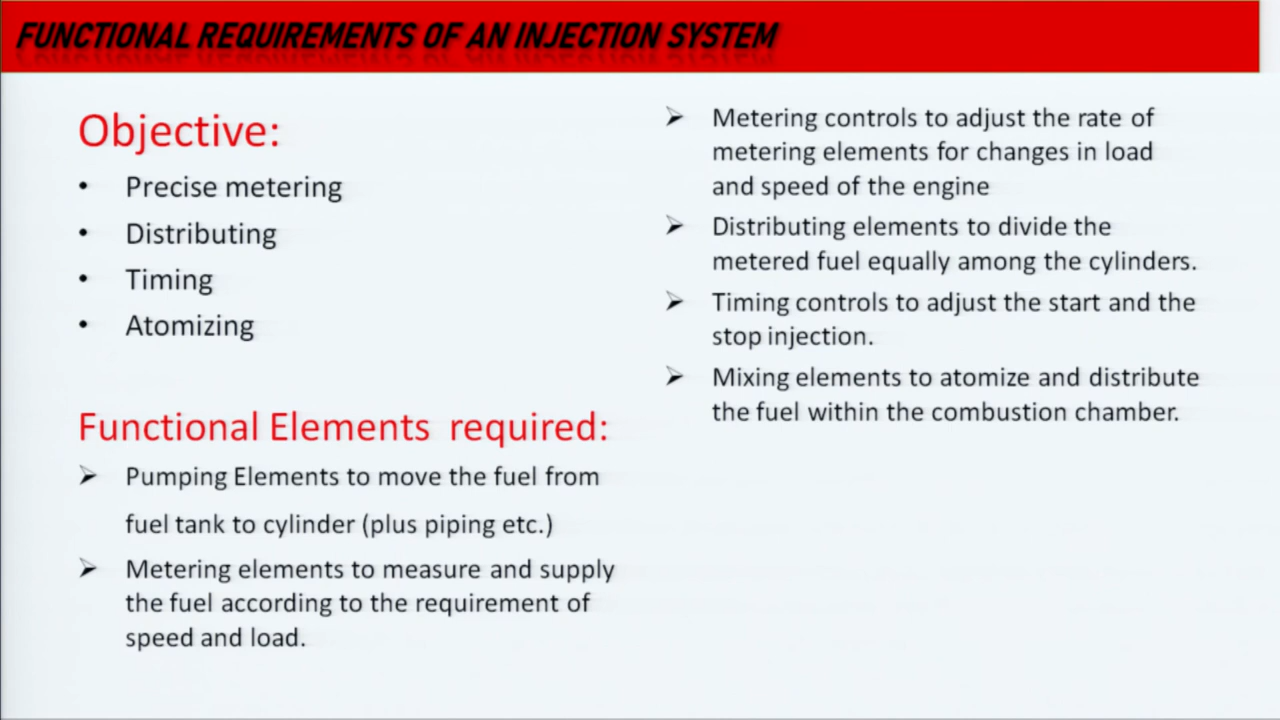 FUNCTIONAL REQUIREMENTS OF AN INJECTION SYSTEM
Objective:
• Precise metering
• Distributing
• Timing
• Atomizing
Functional Elements required:
➢ Pumping Elements to move the fuel from
fuel tank to cylinder (plus piping etc.)
➢ Metering elements to measure and supply
the fuel according to the requirement of
speed and load.
➢ Metering controls to adjust the rate of
metering elements for changes in load
and speed of the engine
➢ Distributing elements to divide the
metered fuel equally among the cylinders.
➢ Timing controls to adjust the start and the
stop injection.
➢ Mixing elements to atomize and distribute
the fuel within the combustion chamber.